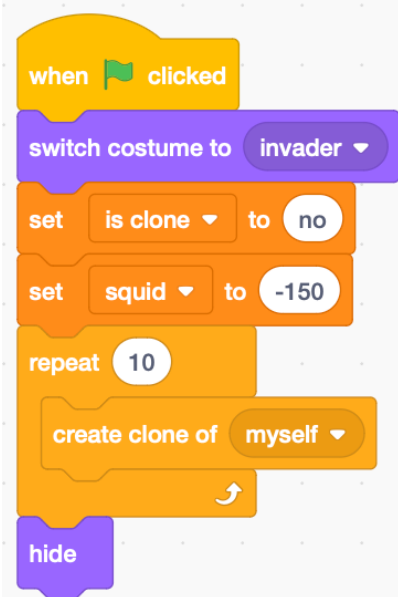 when clicked
switch costume to invader
set is clone to no
set squid to -150
repeat 10
create clone of myself
hide